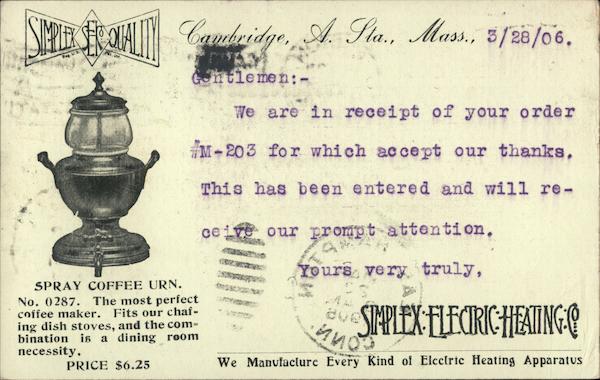 SIMPLEX SEHCO QUALITY
Cambridge, A. Sta., Mass., 3/28/06.
Gentlemen:-
We are in receipt of your order
#M-203 for which accept our thanks.
This has been entered and will re-
ceive our prompt attention.
Yours very truly,
SIMPLEX·ELECTRIC·HEATING·Co
We Manufacture Every Kind of Electric Heating Apparatus
SPRAY COFFEE URN.
No. 0287. The most perfect
coffee maker. Fits our chaf-
ing dish stoves, and the com-
bination is a dining room
necessity.
PRICE $6.25
CONN